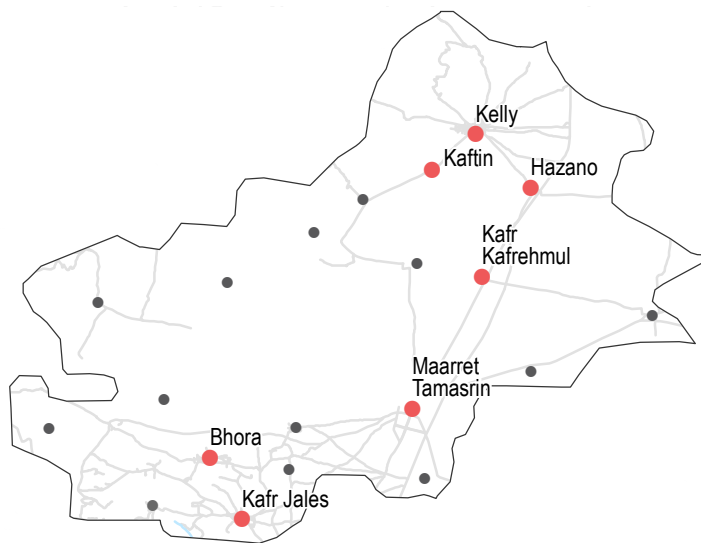 Kelly
Kaftin
Hazano
Kafr
Kafrehmul
Maarret
Tamasrin
Bhora
Kafr Jales